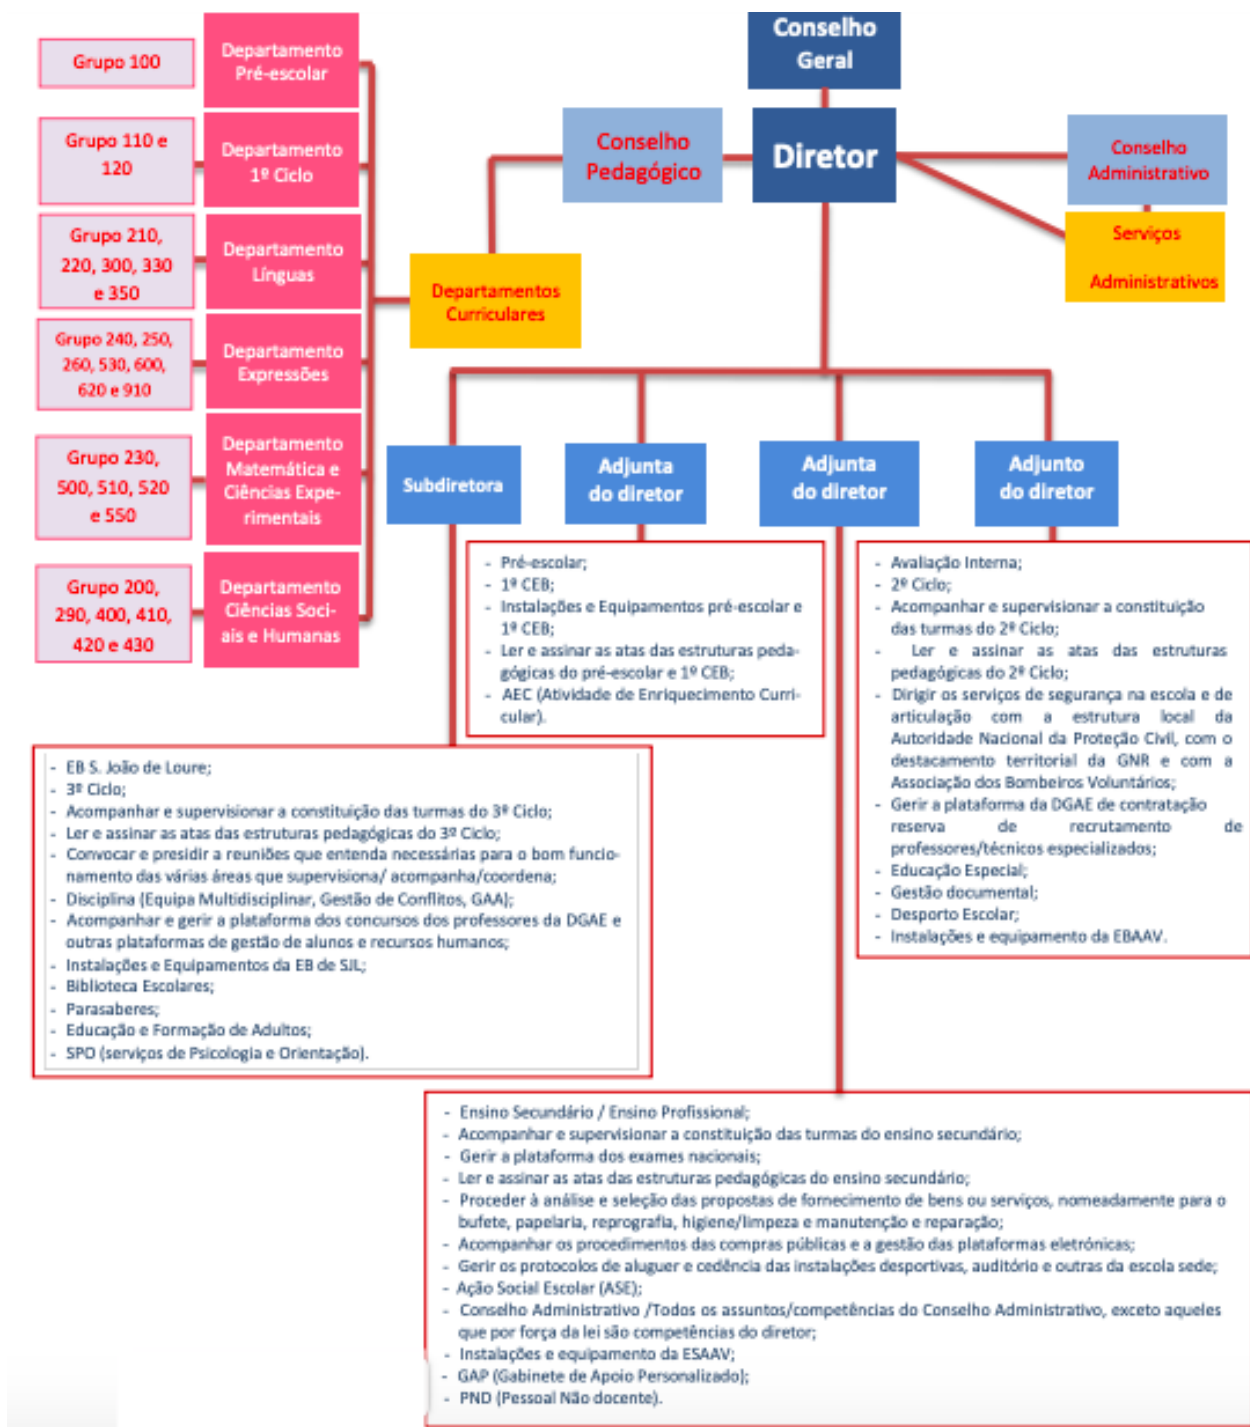 Conselho
Geral
Diretor
Conselho
Pedagógico
Conselho
Administrativo
Serviços
Administrativos
Departamentos
Curriculares
Departamento
Pré-escolar
Grupo 100
Departamento
1º Ciclo
Grupo 110 e
120
Departamento
Línguas
Grupo 210,
220, 300, 330
e 350
Departamento
Expressões
Grupo 240, 250,
260, 530, 600,
620 e 910
Departamento
Matemática e
Ciências Expe-
rimentais
Grupo 230,
500, 510, 520
e 550
Departamento
Ciências Soci-
ais e Humanas
Grupo 200,
290, 400, 410,
420 e 430
Subdiretora
Adjunta
do diretor
Adjunta
do diretor
Adjunto
do diretor
- Pré-escolar;
- 1º CEB;
- Instalações e Equipamentos pré-escolar e
1º CEB;
- Ler e assinar as atas das estruturas peda-
gógicas do pré-escolar e 1º CEB;
- AEC (Atividade de Enriquecimento Curri-
cular).
- Avaliação Interna;
- 2º Ciclo;
- Acompanhar e supervisionar a constituição
das turmas do 2º Ciclo;
- Ler e assinar as atas das estruturas
pedagógicas do 2º Ciclo;
- Dirigir os serviços de segurança na escola e de
articulação com a estrutura local da
Autoridade Nacional da Proteção Civil, com o
destacamento territorial da GNR e com a
Associação dos Bombeiros Voluntários;
- Gerir a plataforma da DGAE de contratação
reserva de recrutamento de
professores/técnicos especializados;
- Educação Especial;
- Gestão documental;
- Desporto Escolar;
- Instalações e equipamento da EBAAV.
- EB S. João de Loure;
- 3º Ciclo;
- Acompanhar e supervisionar a constituição das turmas do 3º Ciclo;
- Ler e assinar as atas das estruturas pedagógicas do 3º Ciclo;
- Convocar e presidir a reuniões que entenda necessárias para o bom funcio-
namento das várias áreas que supervisiona/ acompanha/coordena;
- Disciplina (Equipa Multidisciplinar, Gestão de Conflitos, GAA);
- Acompanhar e gerir a plataforma dos concursos dos professores da DGAE e
outras plataformas de gestão de alunos e recursos humanos;
- Instalações e Equipamentos da EB de SJL;
- Biblioteca Escolares;
- Parasaberes;
- Educação e Formação de Adultos;
- SPO (serviços de Psicologia e Orientação).
- Ensino Secundário / Ensino Profissional;
- Acompanhar e supervisionar a constituição das turmas do ensino secundário;
- Gerir a plataforma dos exames nacionais;
- Ler e assinar as atas das estruturas pedagógicas do ensino secundário;
- Proceder à análise e seleção das propostas de fornecimento de bens ou serviços, nomeadamente para o
bufete, papelaria, reprografia, higiene/limpeza e manutenção e reparação;
- Acompanhar os procedimentos das compras públicas e a gestão das plataformas eletrónicas;
- Gerir os protocolos de aluguer e cedência das instalações desportivas, auditório e outras da escola sede;
- Ação Social Escolar (ASE);
- Conselho Administrativo /Todos os assuntos/competências do Conselho Administrativo, exceto aqueles
que por força da lei são competências do diretor;
- Instalações e equipamento da ESAAV;
- GAP (Gabinete de Apoio Personalizado);
- PND (Pessoal Não docente).